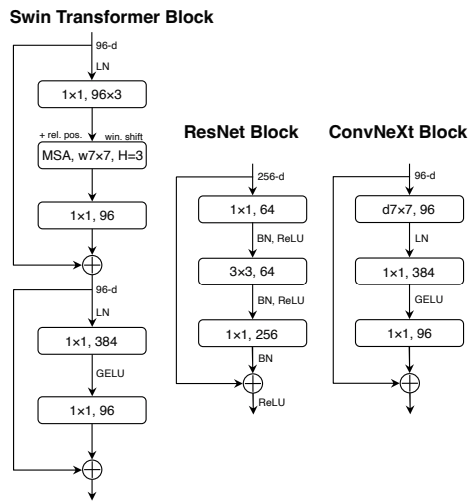 Swin Transformer Block
96-d
LN
1×1, 96×3
+ rel. pos. win. shift
MSA, w7×7, H=3
1×1, 96
96-d
LN
1×1, 384
GELU
1×1, 96
ResNet Block
256-d
1×1, 64
BN, ReLU
3×3, 64
BN, ReLU
1×1, 256
BN
ReLU
ConvNeXt Block
96-d
d7×7, 96
LN
1×1, 384
GELU
1×1, 96